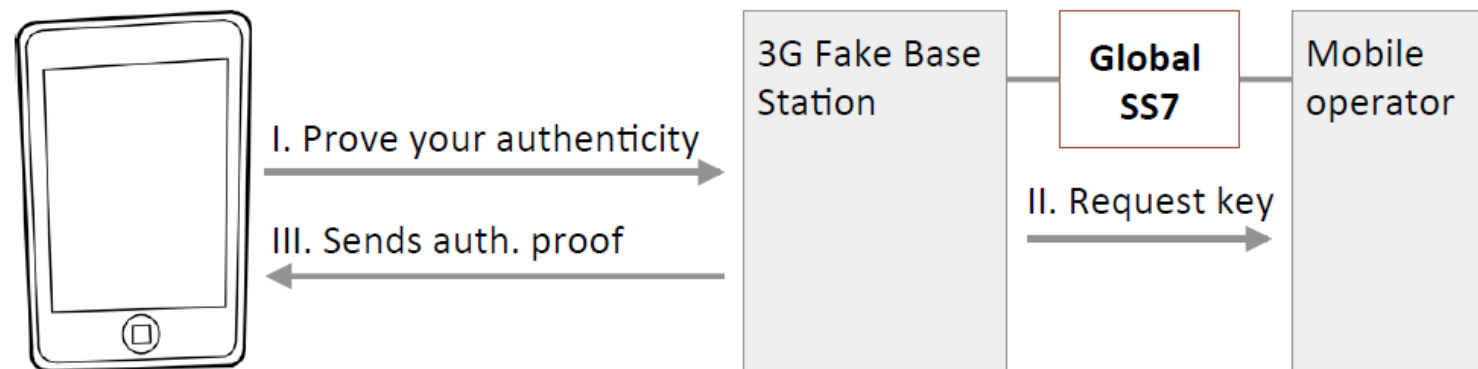 3G Fake Base
Station
Global
SS7
Mobile
operator
I. Prove your authenticity
II. Request key
III. Sends auth. proof